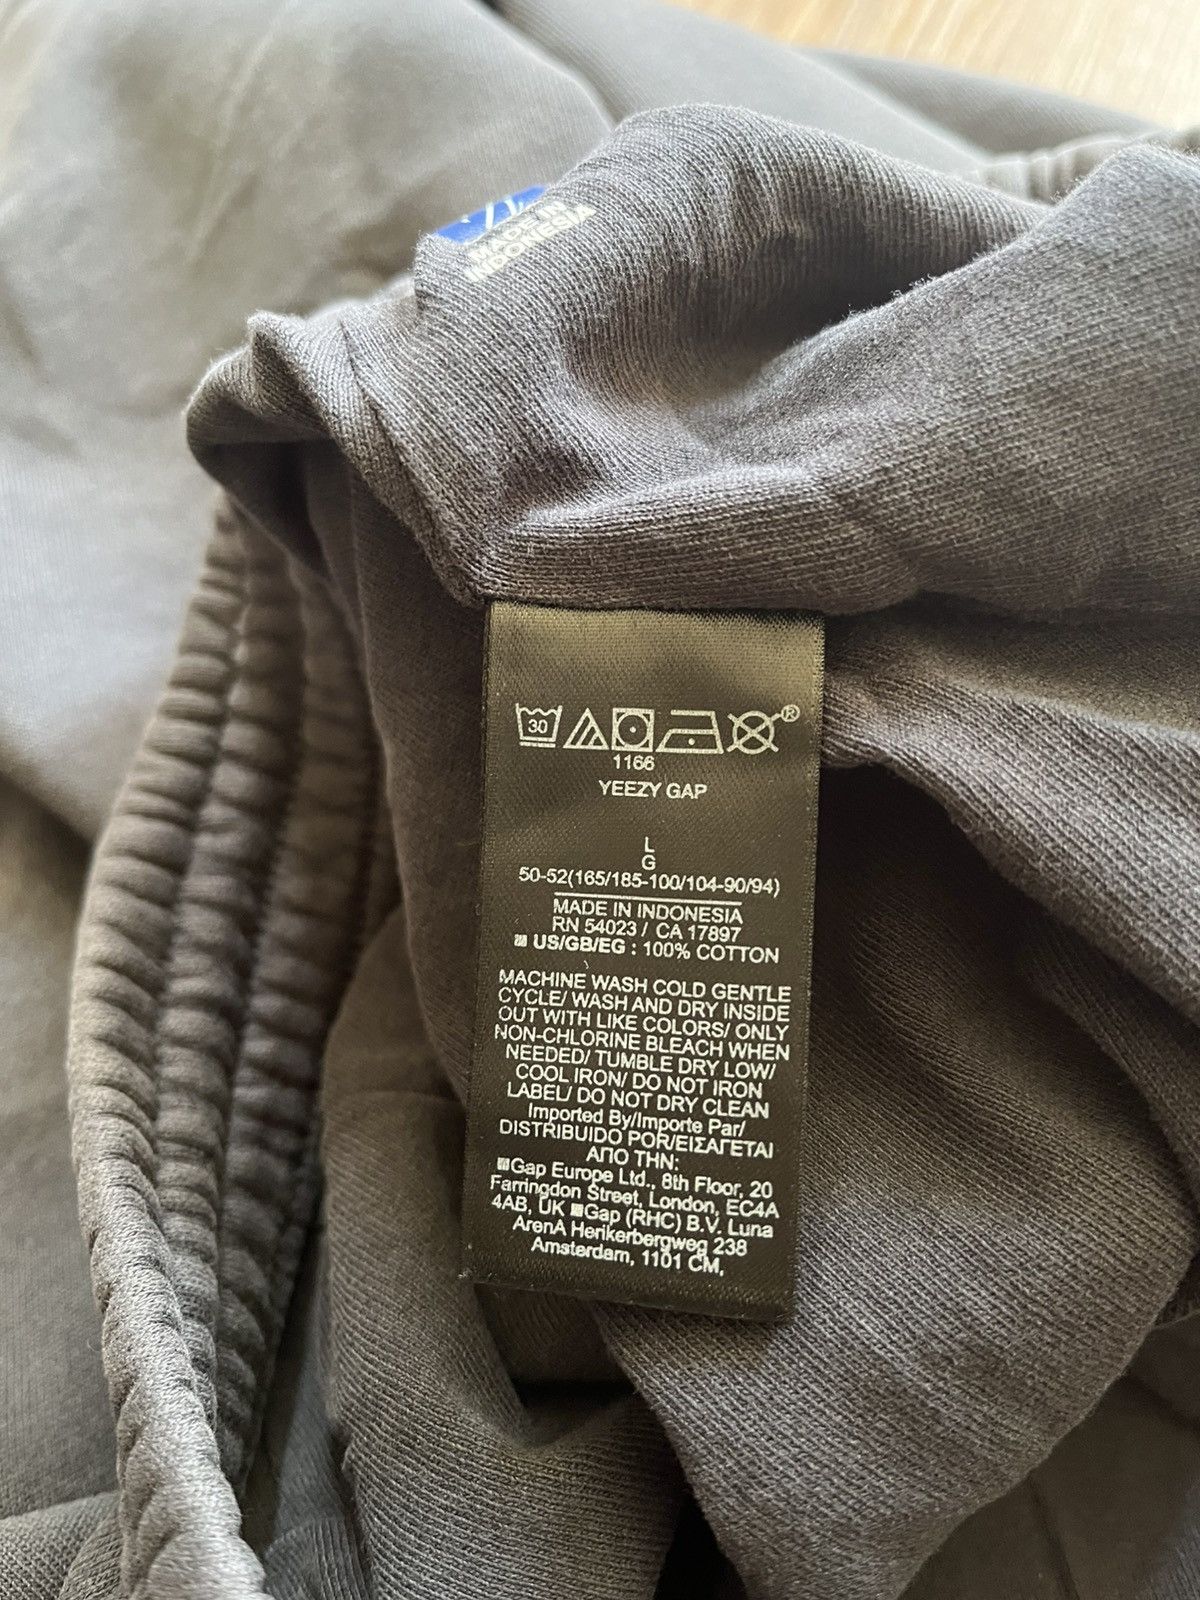 MADE IN
INDONESIA
30
®
1166
YEEZY GAP
L
G
50-52(165/185-100/104-90/94)
MADE IN INDONESIA
RN 54023 / CA 17897
US/GB/EG : 100% COTTON
MACHINE WASH COLD GENTLE
CYCLE/ WASH AND DRY INSIDE
OUT WITH LIKE COLORS/ ONLY
NON-CHLORINE BLEACH WHEN
NEEDED/ TUMBLE DRY LOW/
COOL IRON/ DO NOT IRON
LABEL/ DO NOT DRY CLEAN
Imported By/Importe Par/
DISTRIBUIDO POR/ΕΙΣΑΓΕΤΑΙ
ΑΠΟ ΤΗΝ:
Gap Europe Ltd., 8th Floor, 20
Farringdon Street, London, EC4A
4AB, UK Gap (RHC) B.V. Luna
ArenA Herikerbergweg 238
Amsterdam, 1101 CM,